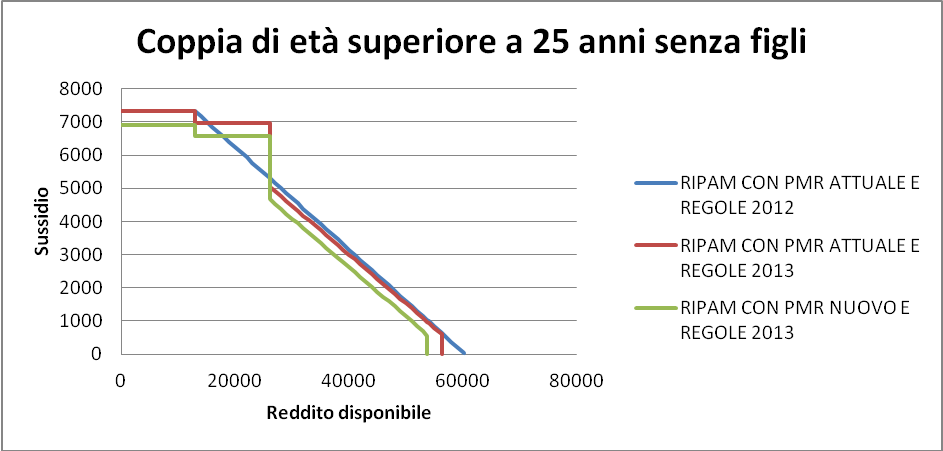 Coppia di età superiore a 25 anni senza figli
8000
7000
6000
5000
4000
3000
2000
1000
0
Sussidio
0 20000 40000 60000 80000
Reddito disponibile
RIPAM CON PMR ATTUALE E
REGOLE 2012
RIPAM CON PMR ATTUALE E
REGOLE 2013
RIPAM CON PMR NUOVO E
REGOLE 2013